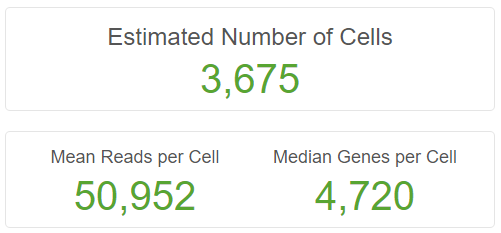 Estimated Number of Cells
3,675
Mean Reads per Cell
50,952
Median Genes per Cell
4,720